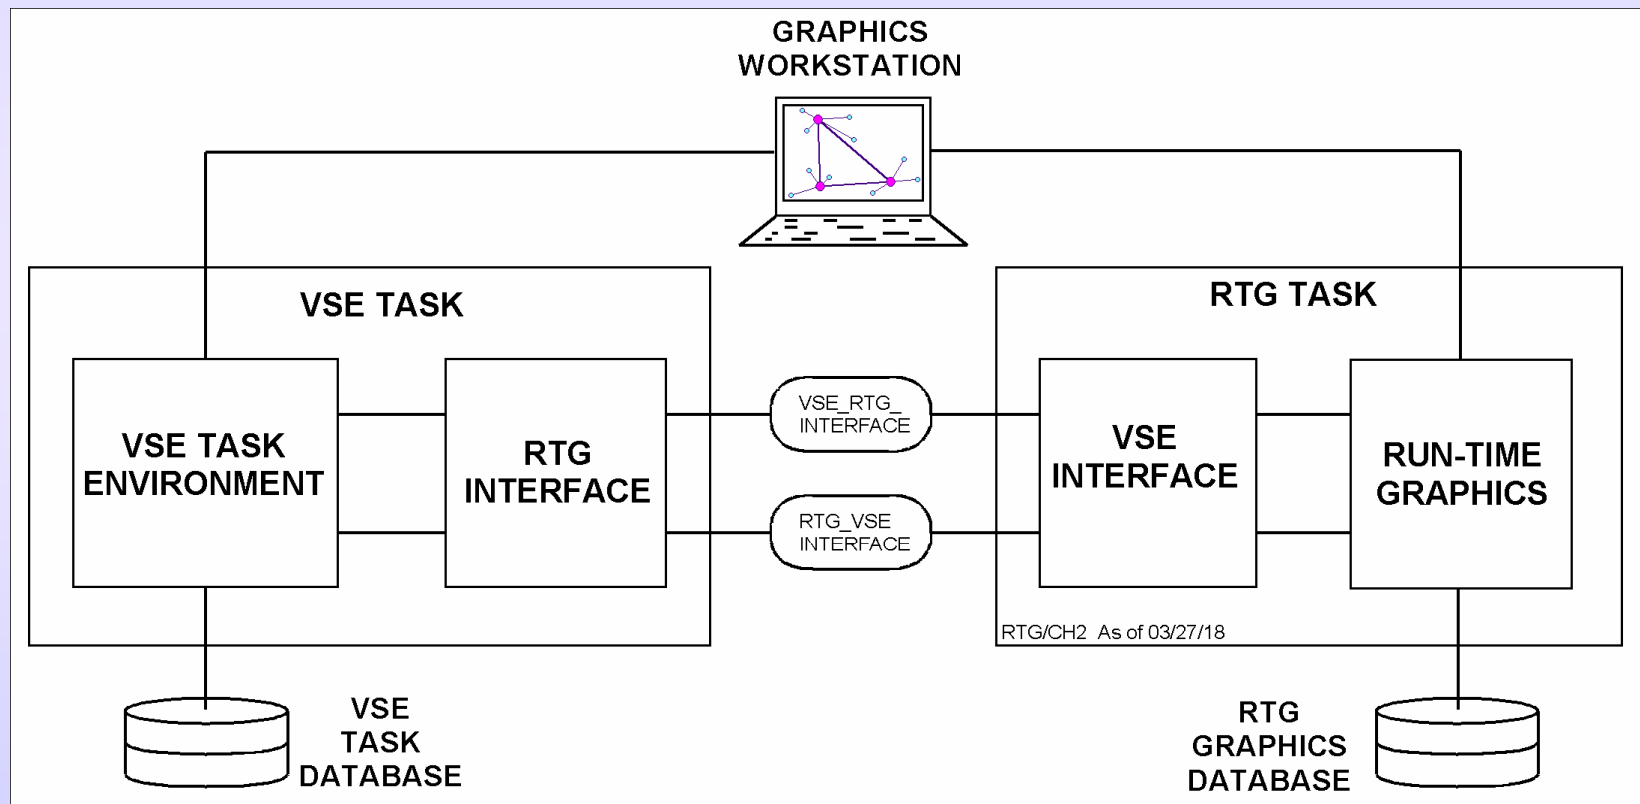 GRAPHICS
WORKSTATION
VSE TASK
RTG TASK
VSE TASK
ENVIRONMENT
RTG
INTERFACE
VSE_RTG_
INTERFACE
RTG_VSE
INTERFACE
VSE
INTERFACE
RUN-TIME
GRAPHICS
RTG/CH2 As of 03/27/18
VSE
TASK
DATABASE
RTG
GRAPHICS
DATABASE